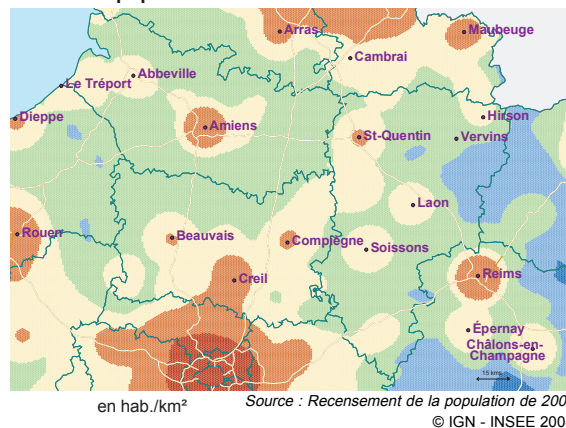 Arras
Maubeuge
Cambrai
Abbeville
Le Tréport
Dieppe
Hirson
Amiens
St-Quentin
Vervins
Laon
Rouen
Beauvais
Compiègne
Soissons
Creil
Reims
Épernay
Châlons-en-
Champagne
15 kms
en hab./km²
Source : Recensement de la population de 200
© IGN - INSEE 200